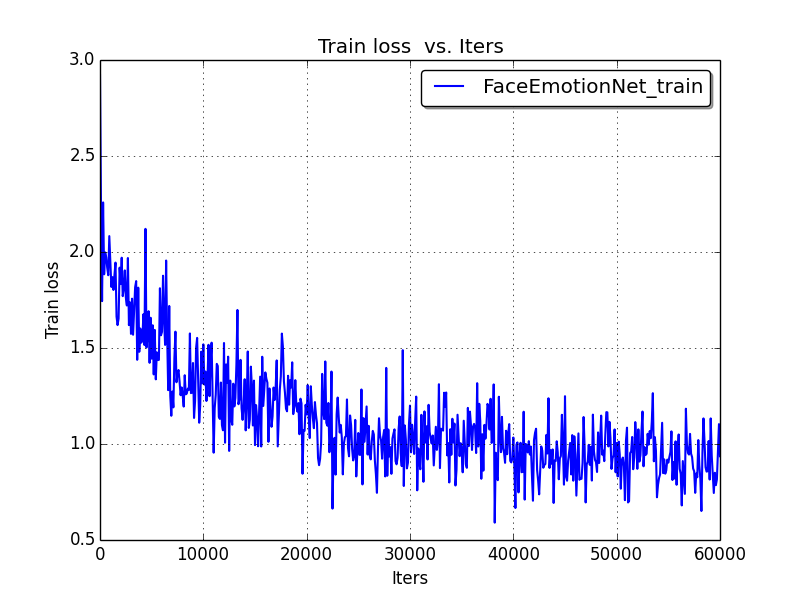 Train loss  vs. Iters
FaceEmotionNet_train
3.0
2.5
2.0
1.5
1.0
0.5
Train loss
0 10000 20000 30000 40000 50000 60000
Iters